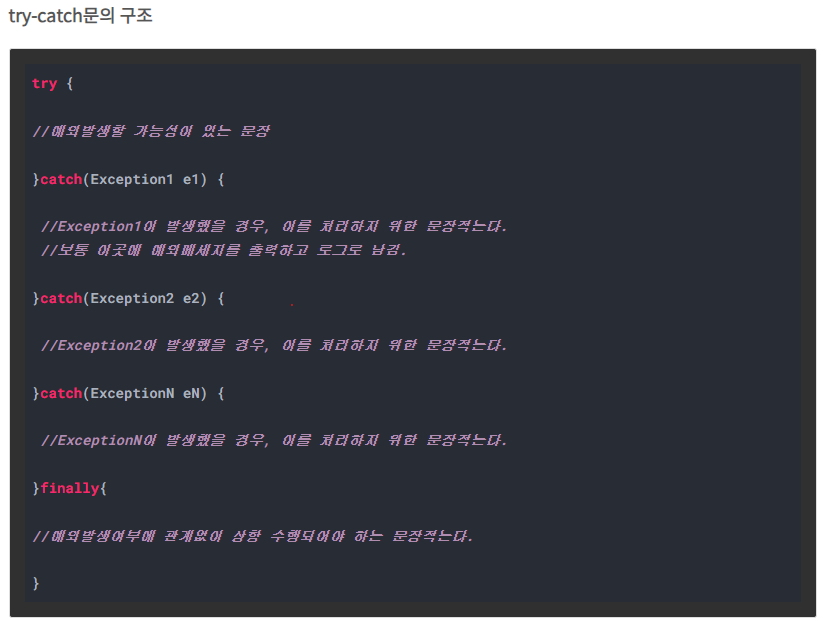 try-catch문의 구조
try {
//예외발생할 가능성이 있는 문장
}catch(Exception1 e1) {
//Exception1이 발생했을 경우, 이를 처리하지 위한 문장적는다.
//보통 이곳에 예외메세지를 출력하고 로그로 남김.
}catch(Exception2 e2) {
//Exception2이 발생했을 경우, 이를 처리하지 위한 문장적는다.
}catch(ExceptionN eN) {
//ExceptionN이 발생했을 경우, 이를 처리하지 위한 문장적는다.
}finally{
//예외발생여부에 관계없이 상황 수행되어야 하는 문장적는다.
}